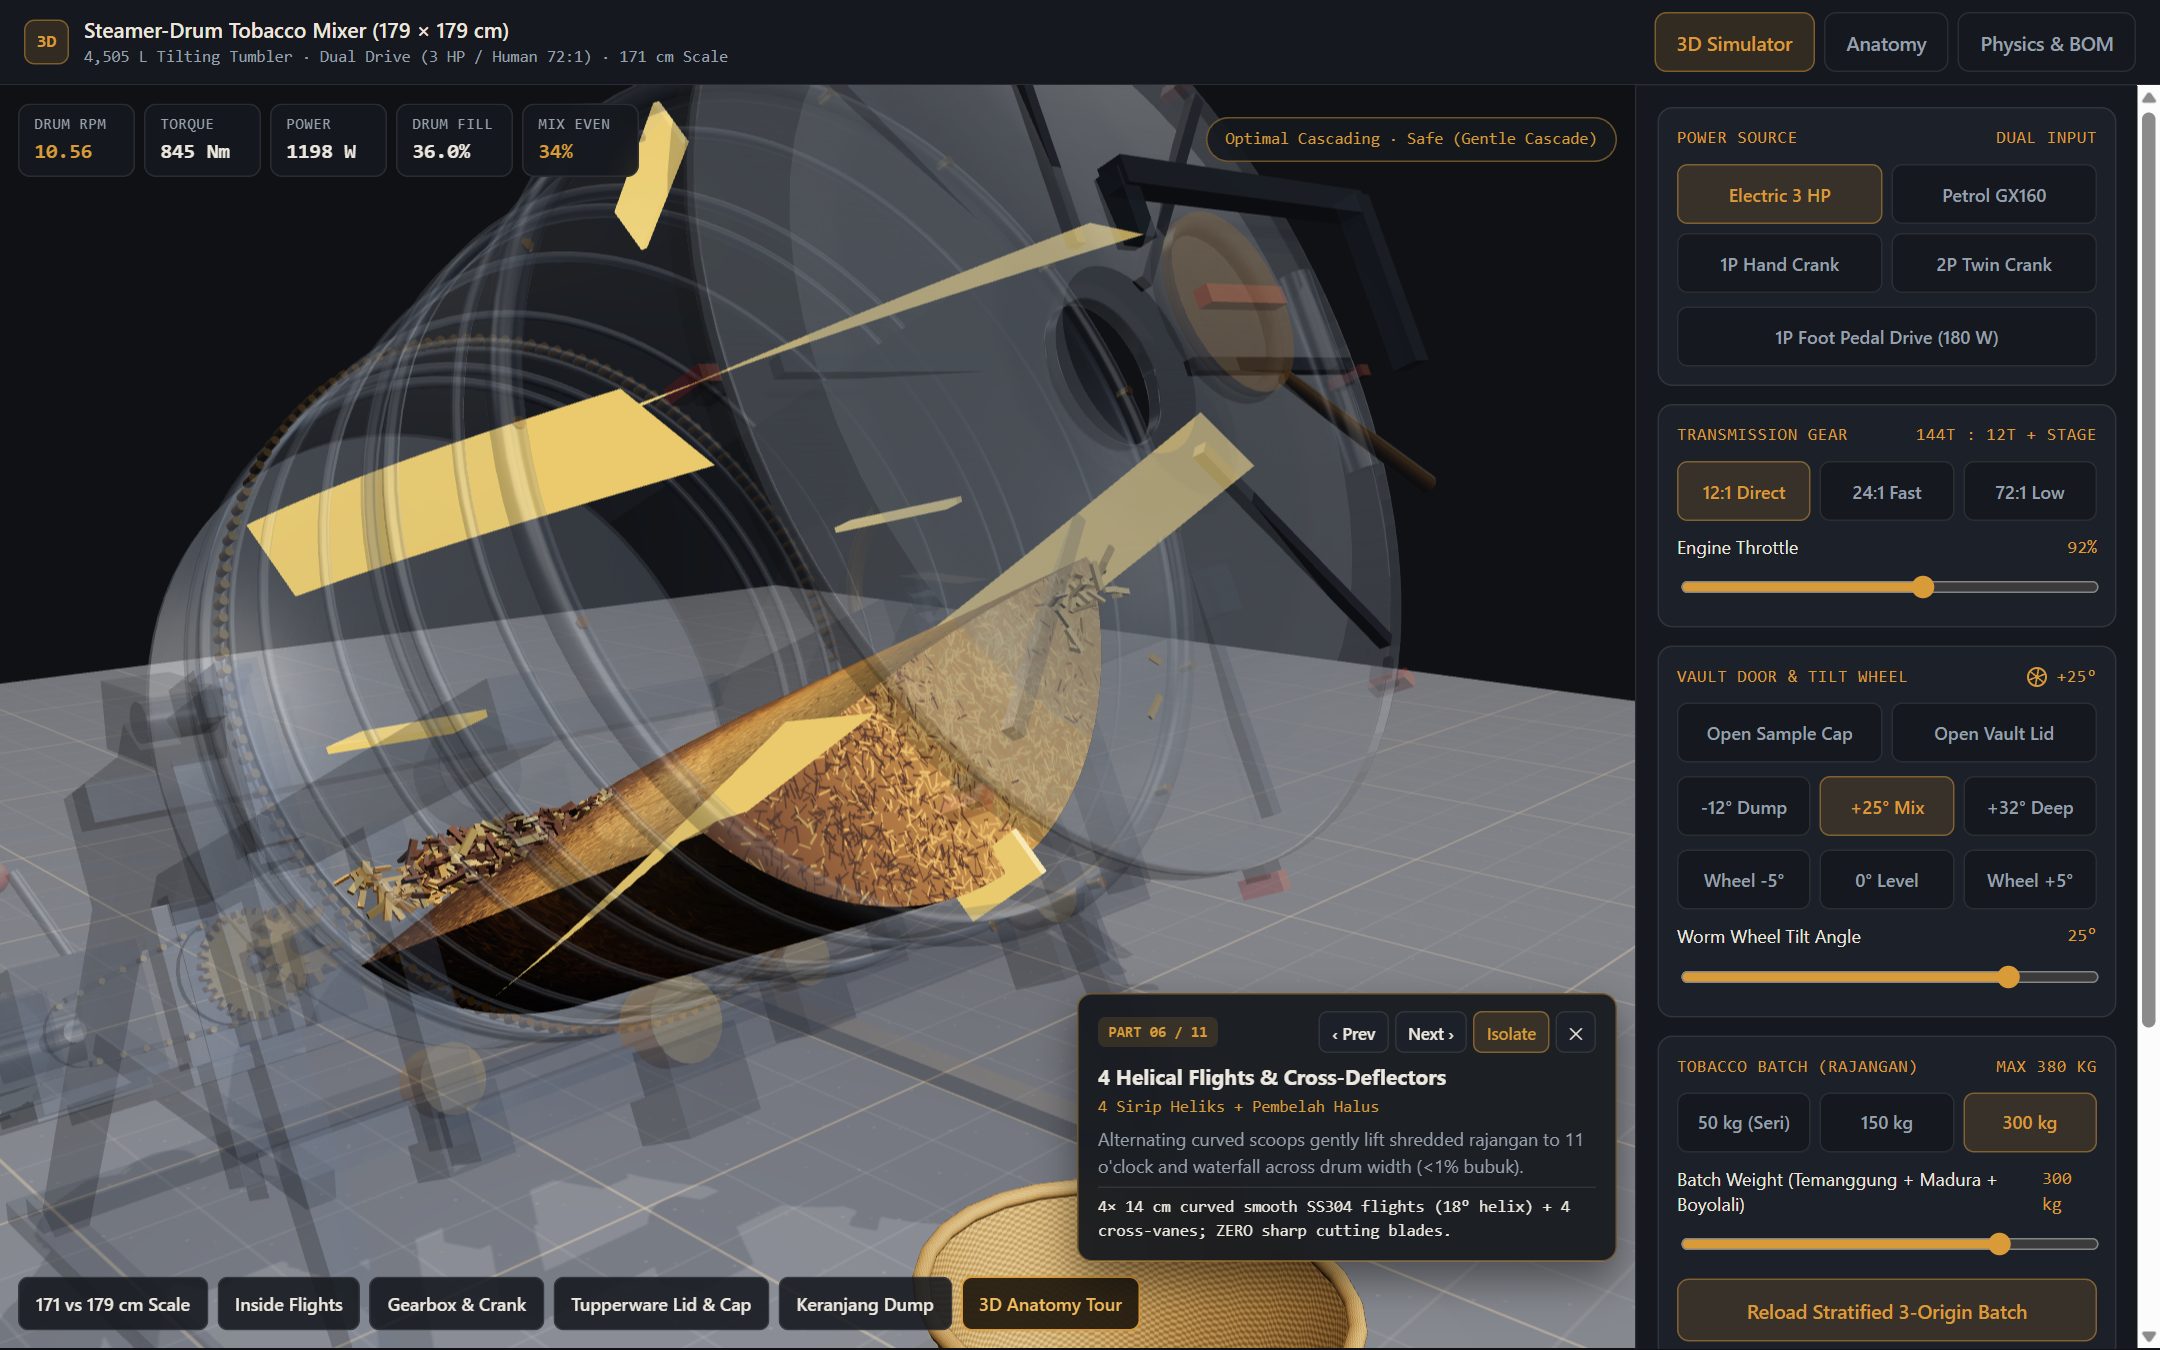 3D
Steamer-Drum Tobacco Mixer (179 × 179 cm)
4,505 L Tilting Tumbler · Dual Drive (3 HP / Human 72:1) · 171 cm Scale
3D Simulator
Anatomy
Physics & BOM
DRUM RPM
10.56
TORQUE
845 Nm
POWER
1198 W
DRUM FILL
36.0%
MIX EVEN
34%
Optimal Cascading · Safe (Gentle Cascade)
POWER SOURCE
DUAL INPUT
Electric 3 HP
Petrol GX160
1P Hand Crank
2P Twin Crank
1P Foot Pedal Drive (180 W)
TRANSMISSION GEAR
144T : 12T + STAGE
12:1 Direct
24:1 Fast
72:1 Low
Engine Throttle
92%
VAULT DOOR & TILT WHEEL
+25°
Open Sample Cap
Open Vault Lid
-12° Dump
+25° Mix
+32° Deep
Wheel -5°
0° Level
Wheel +5°
Worm Wheel Tilt Angle
25°
TOBACCO BATCH (RAJANGAN)
MAX 380 KG
50 kg (Seri)
150 kg
300 kg
Batch Weight (Temanggung + Madura +
Boyolali)
300
kg
Reload Stratified 3-Origin Batch
PART 06 / 11
‹ Prev
Next ›
Isolate
×
4 Helical Flights & Cross-Deflectors
4 Sirip Heliks + Pembelah Halus
Alternating curved scoops gently lift shredded rajangan to 11
o'clock and waterfall across drum width (<1% bubuk).
4× 14 cm curved smooth SS304 flights (18° helix) + 4
cross-vanes; ZERO sharp cutting blades.
171 vs 179 cm Scale
Inside Flights
Gearbox & Crank
Tupperware Lid & Cap
Keranjang Dump
3D Anatomy Tour